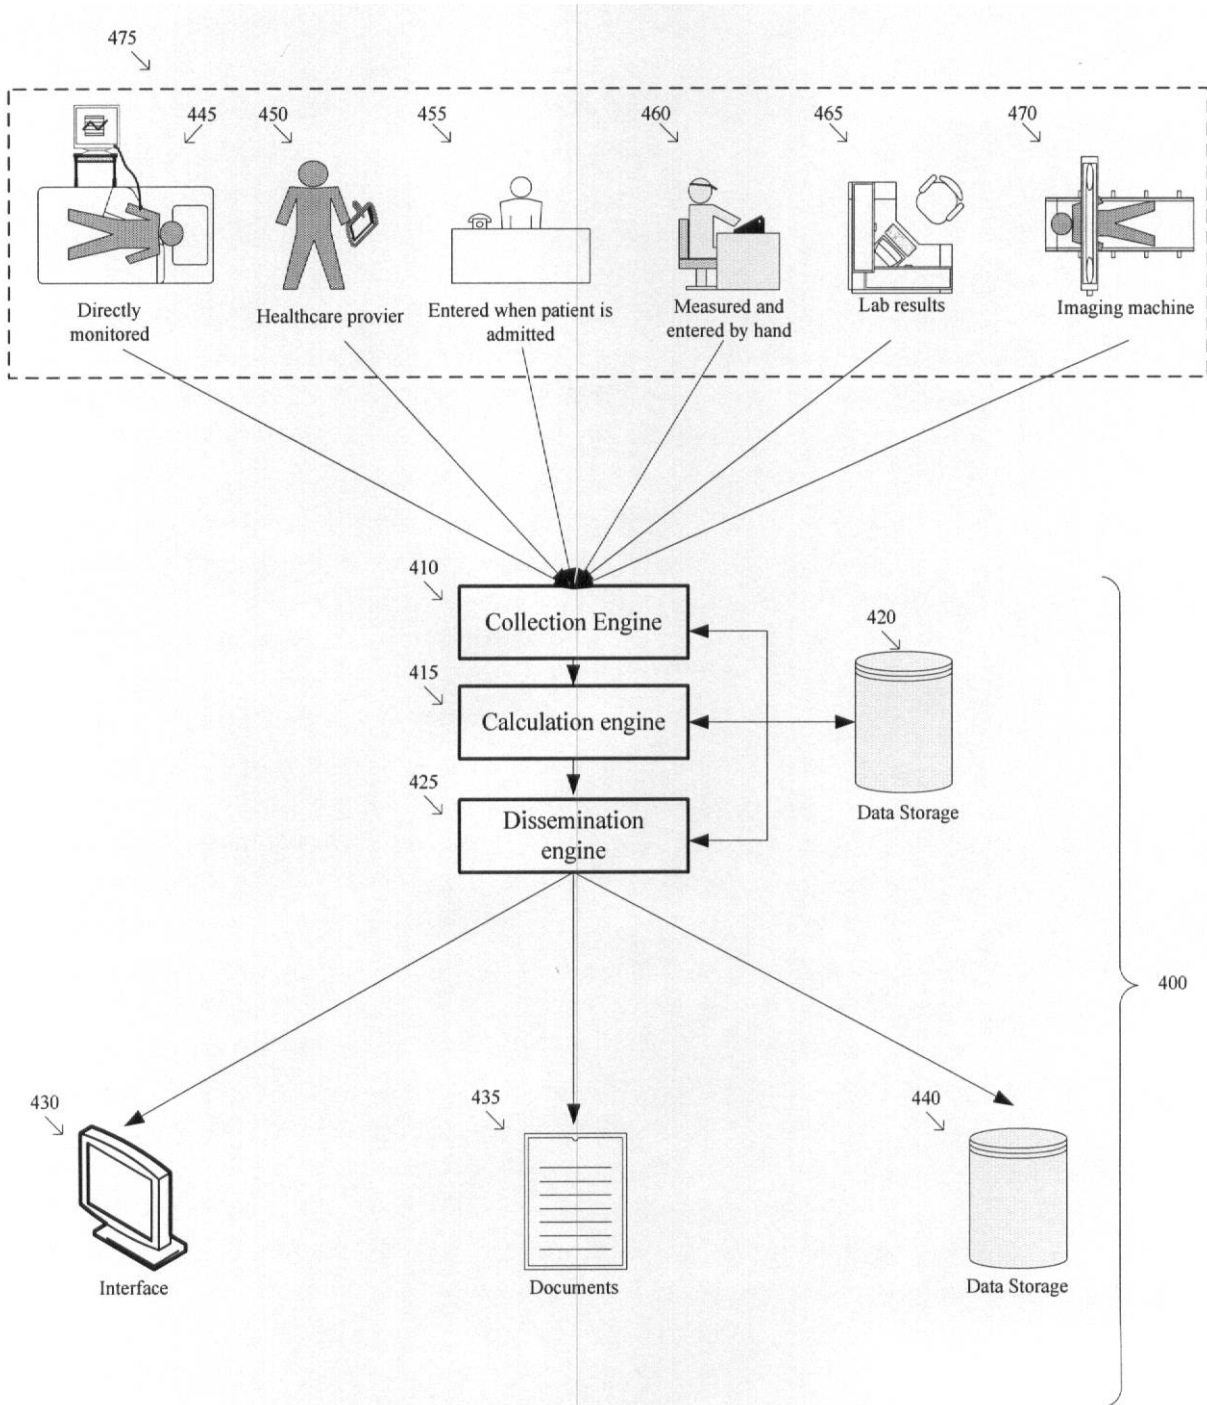 475
445
450
455
460
465
470
Directly
monitored
Healthcare provier
Entered when patient is
admitted
Measured and
entered by hand
Lab results
Imaging machine
410
Collection Engine
420
415
Calculation engine
425
Dissemination
engine
Data Storage
400
430
435
440
Interface
Documents
Data Storage